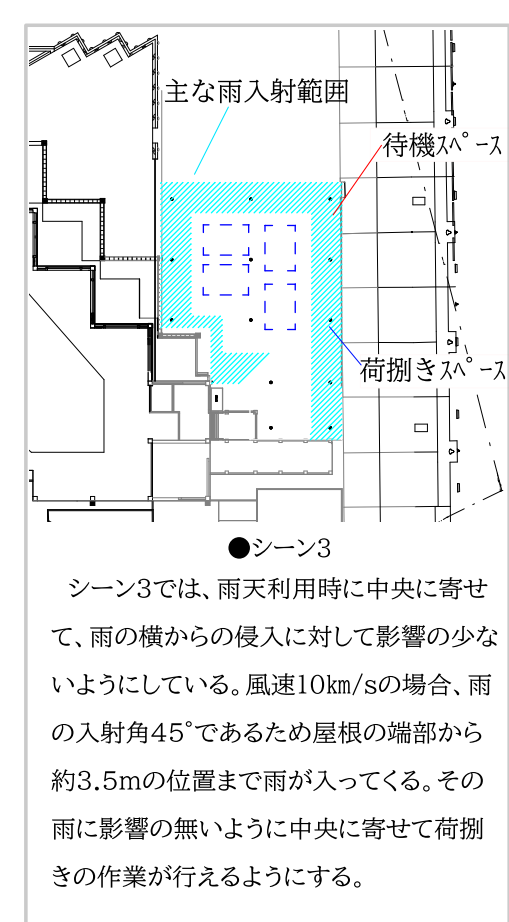 主な雨入射範囲
待機ｽﾍﾟｰｽ
荷捌きｽﾍﾟｰｽ
●シーン3
シーン3では、雨天利用時に中央に寄せ
て、雨の横からの侵入に対して影響の少な
いようにしている。風速10㎞/sの場合、雨
の入射角45°であるため屋根の端部から
約3.5mの位置まで雨が入ってくる。その
雨に影響の無いように中央に寄せて荷捌
きの作業が行えるようにする。